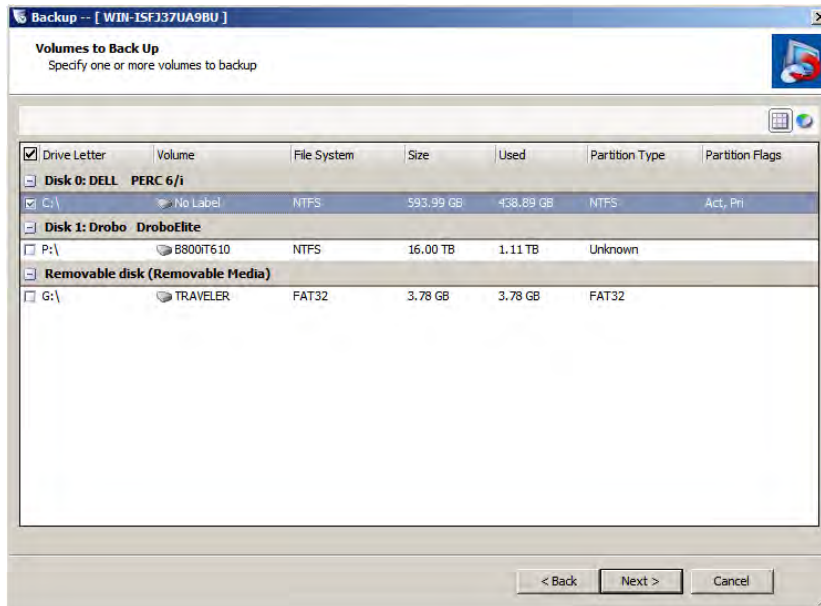 Backup -- [ WIN-ISFJ37UA9BU ]
Volumes to Back Up
Specify one or more volumes to backup
Drive Letter Volume File System Size Used Partition Type Partition Flags
Disk 0: DELL PERC 6/i
C:\ No Label NTFS 593.99 GB 438.89 GB NTFS Act, Pri
Disk 1: Drobo DroboElite
P:\ B800iT610 NTFS 16.00 TB 1.11 TB Unknown
Removable disk (Removable Media)
G:\ TRAVELER FAT32 3.78 GB 3.78 GB FAT32
< Back Next > Cancel